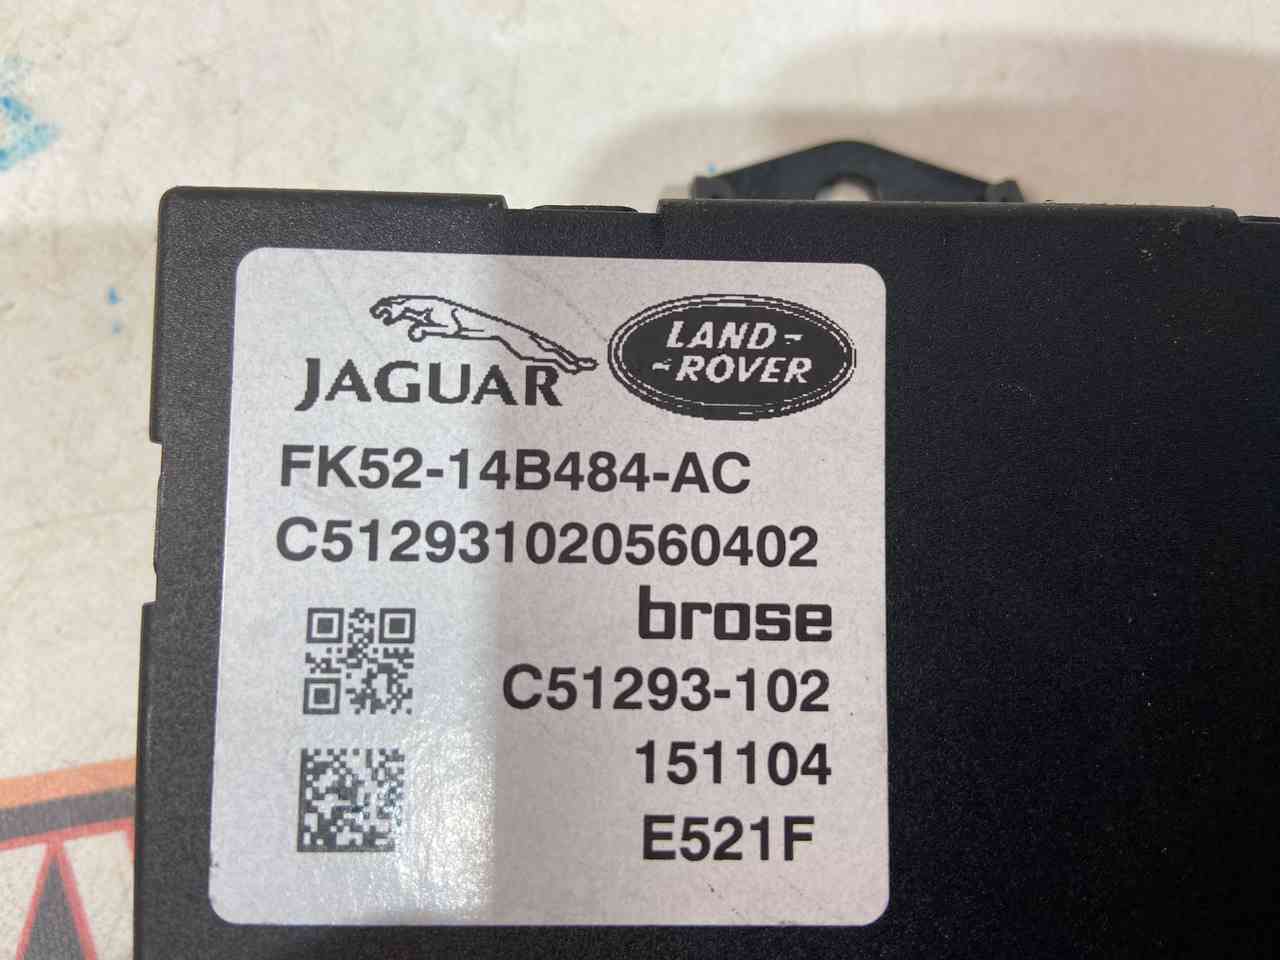 JAGUAR
LAND-
-ROVER
FK52-14B484-AC
C512931020560402
brose
C51293-102
151104
E521F